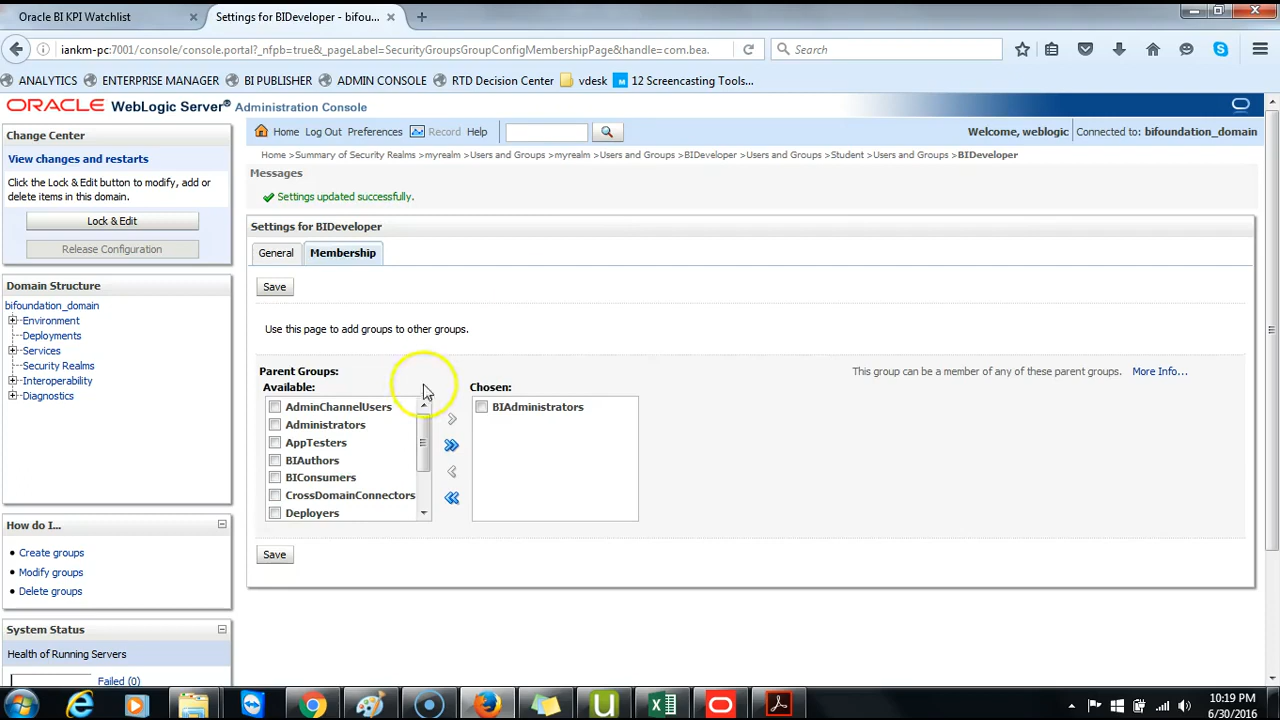 Oracle BI KPI Watchlist × Settings for BIDeveloper - bifou... × +
iankm-pc:7001/console/console.portal?_nfpb=true&_pageLabel=SecurityGroupsGroupConfigMembershipPage&handle=com.bea. Search
ANALYTICS ENTERPRISE MANAGER BI PUBLISHER ADMIN CONSOLE RTD Decision Center vdesk 12 Screencasting Tools...
ORACLE WebLogic Server® Administration Console
Change Center
View changes and restarts
Click the Lock & Edit button to modify, add or
delete items in this domain.
Lock & Edit
Release Configuration
Domain Structure
bifoundation_domain
Environment
Deployments
Services
Security Realms
Interoperability
Diagnostics
How do I...
Create groups
Modify groups
Delete groups
System Status
Health of Running Servers
Failed (0)
Home Log Out Preferences Record Help
Welcome, weblogic Connected to: bifoundation_domain
Home >Summary of Security Realms >myrealm >Users and Groups >myrealm >Users and Groups >BIDeveloper >Users and Groups >Student >Users and Groups >BIDeveloper
Messages
Settings updated successfully.
Settings for BIDeveloper
General Membership
Save
Use this page to add groups to other groups.
Parent Groups: This group can be a member of any of these parent groups. More Info...
Available: Chosen:
AdminChannelUsers BIAdministrators
Administrators
AppTesters
BIAuthors
BIConsumers
CrossDomainConnectors
Deployers
Save
10:19 PM
6/30/2016